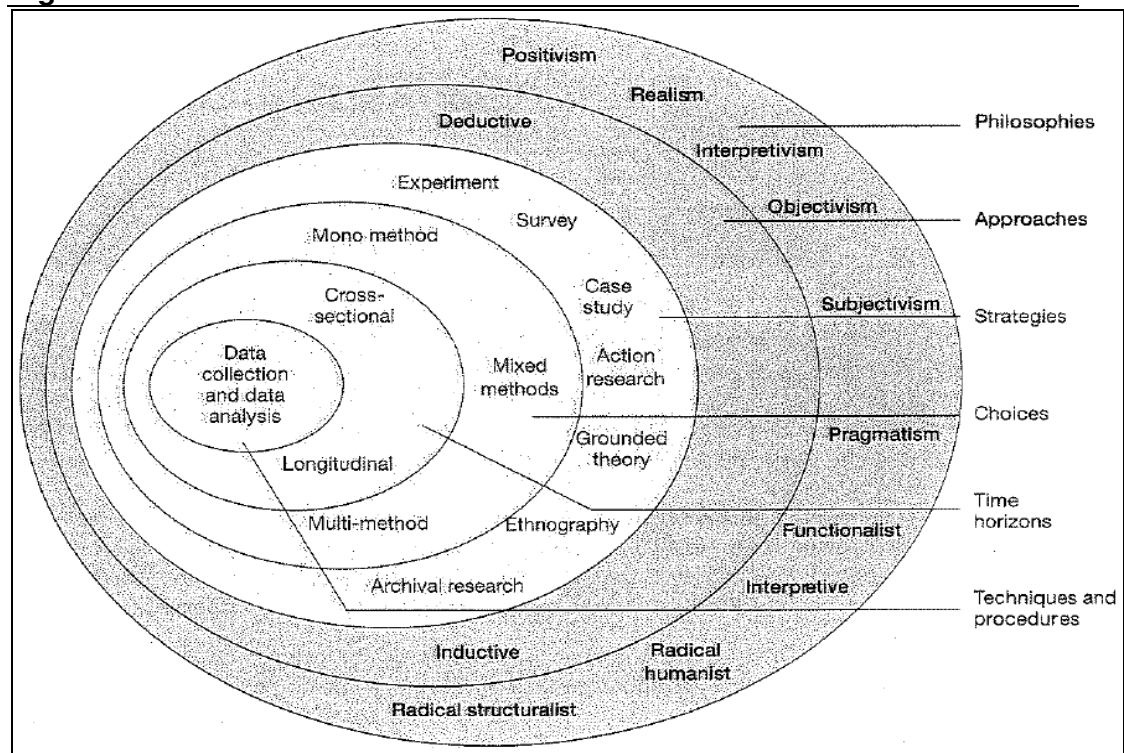 Positivism
Realism
Philosophies
Deductive
Interpretivism
Experiment
Objectivism
Approaches
Survey
Mono method
Case
study
Cross-
sectional
Subjectivism
Strategies
Data
collection
and data
analysis
Mixed
methods
Action
research
Choices
Pragmatism
Grounded
theory
Longitudinal
Time
horizons
Multi-method
Ethnography
Functionalist
Archival research
Interpretive
Techniques and
procedures
Inductive
Radical
humanist
Radical structuralist